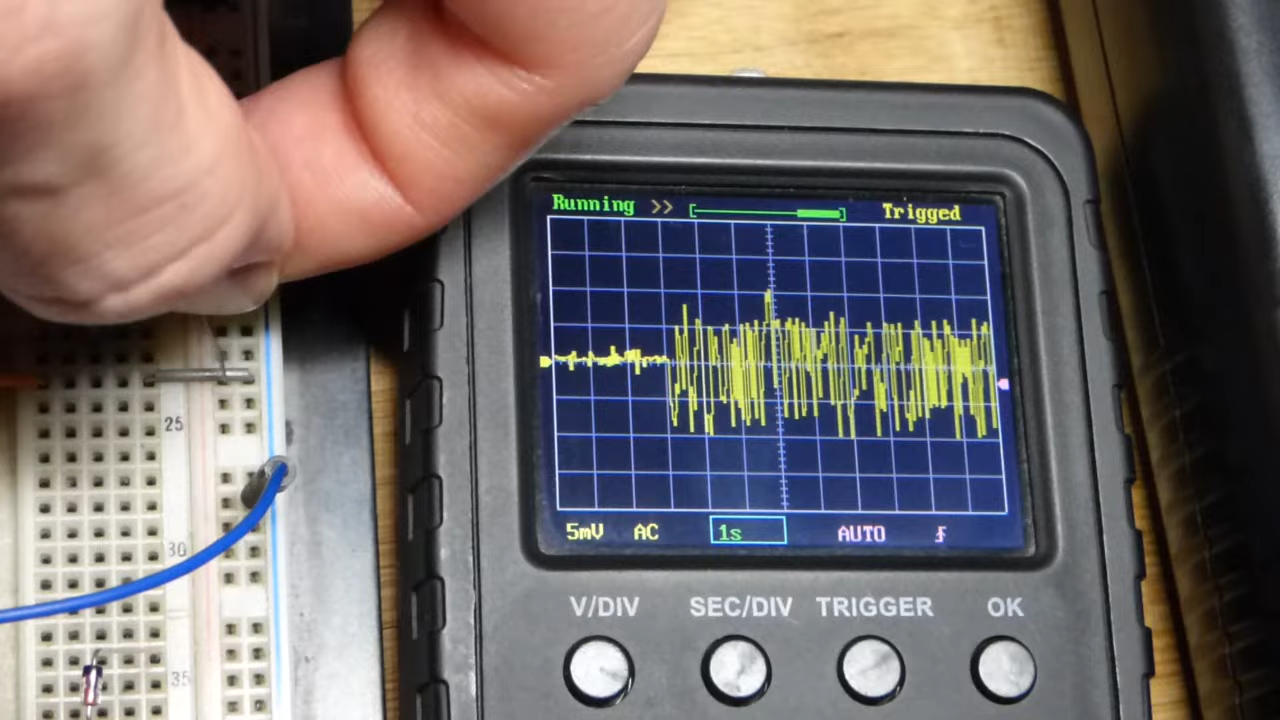 Running >> Trigged
5mV AC 1s AUTO
V/DIV SEC/DIV TRIGGER OK
25
30
35